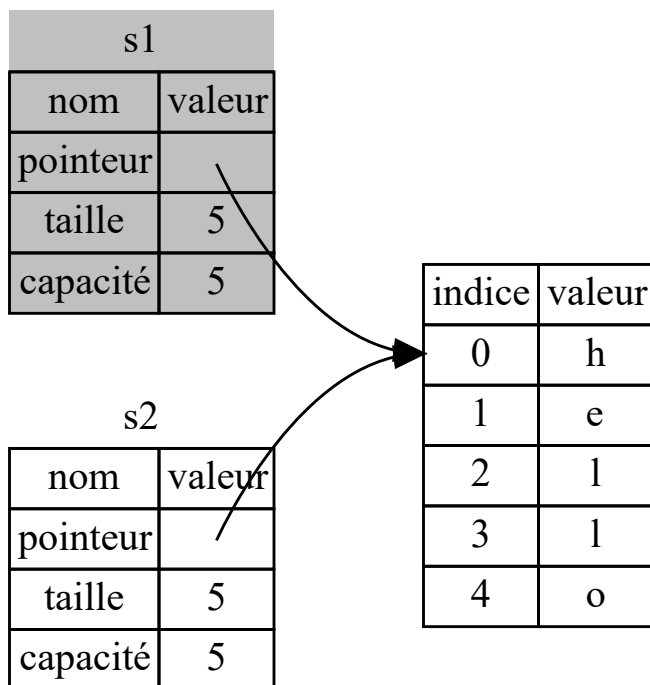 s1
nom valeur
pointeur
taille 5
capacité 5
s2
nom valeur
pointeur
taille 5
capacité 5
indice valeur
0 h
1 e
2 l
3 l
4 o